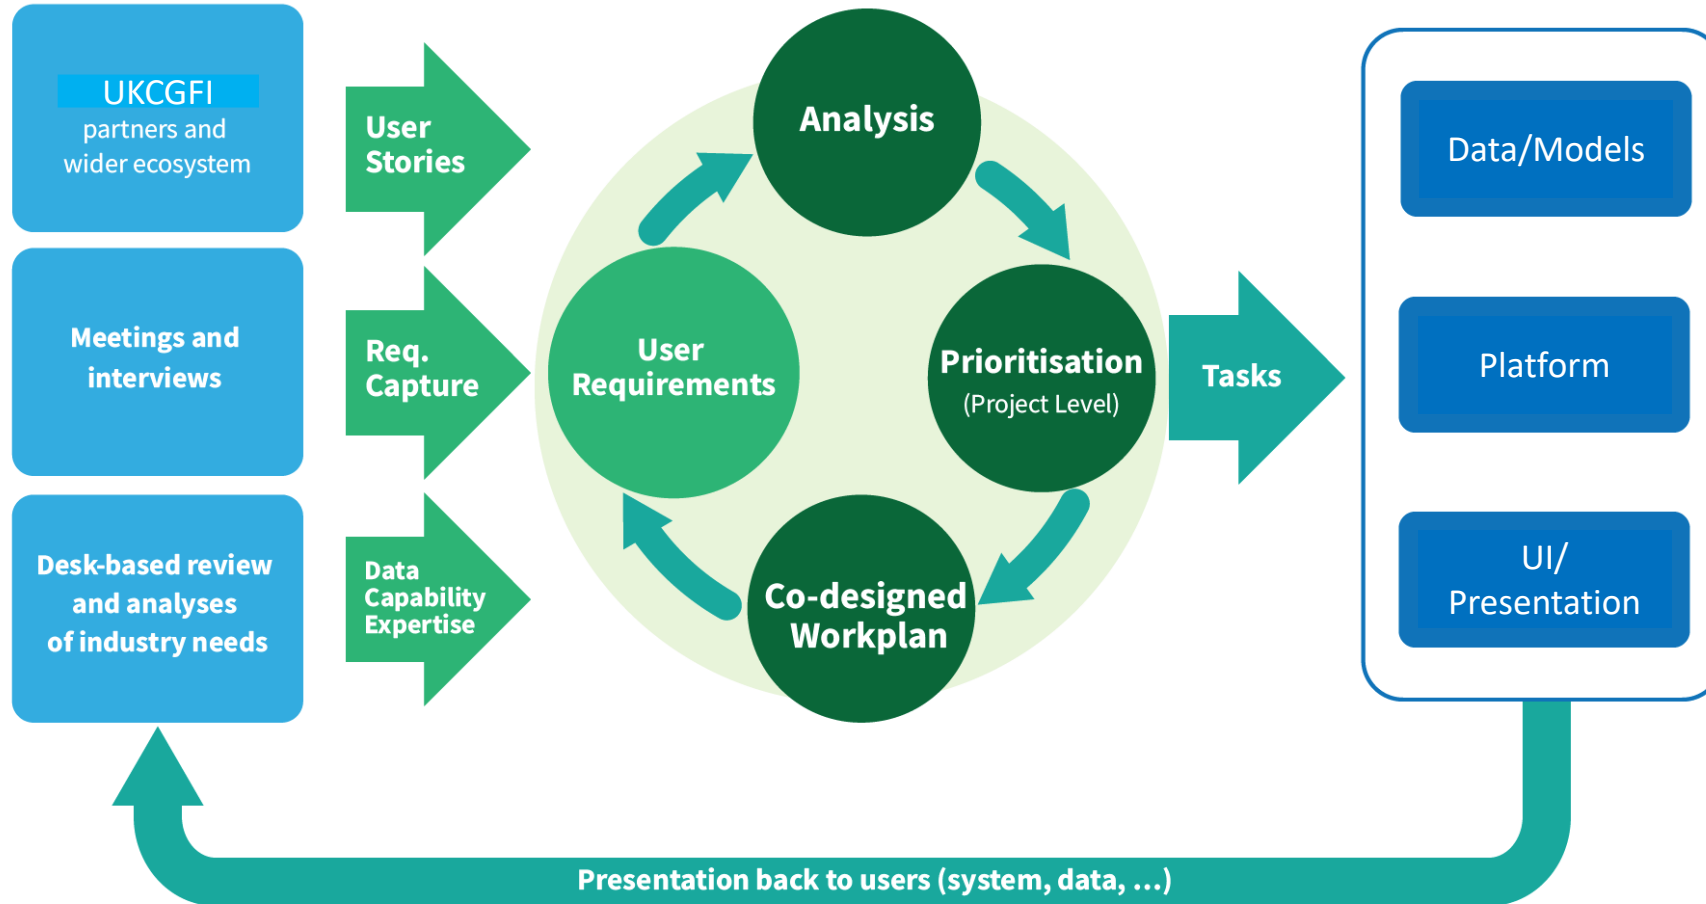 UKCGFI
partners and
wider ecosystem
User
Stories
Meetings and
interviews
Req.
Capture
Desk-based review
and analyses
of industry needs
Data
Capability
Expertise
Analysis
User
Requirements
Prioritisation
(Project Level)
Co-designed
Workplan
Tasks
Data/Models
Platform
UI/
Presentation
Presentation back to users (system, data, ...)